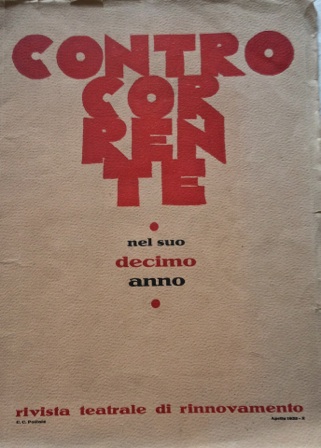 CONTRO
COR
REN
TE
nel suo
decimo
anno
rivista teatrale di rinnovamento